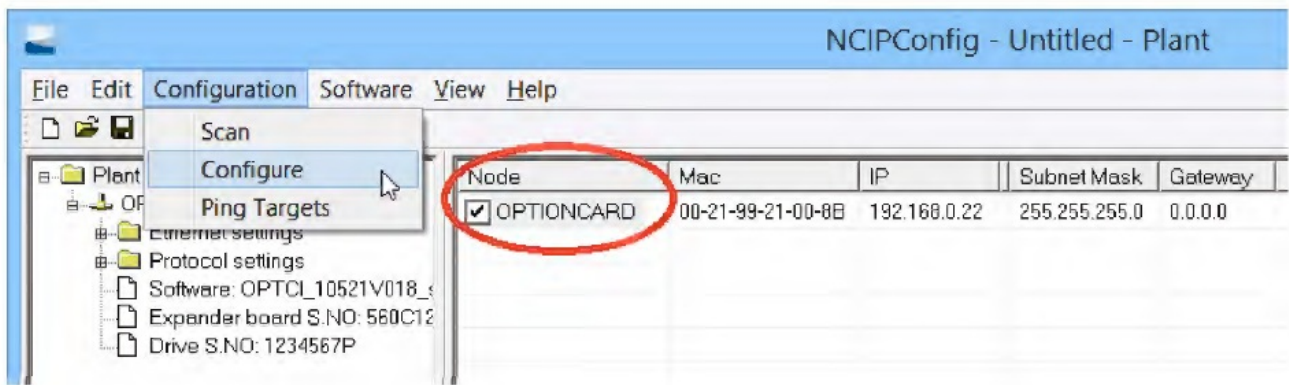 NCIPConfig - Untitled - Plant
File Edit Configuration Software View Help
Scan
Configure
Ping Targets
Plant
Ethernet settings
Protocol settings
Software: OPTCI_10521V018_
Expander board S.NO: 560C12
Drive S.NO: 1234567P
Node Mac IP Subnet Mask Gateway
OPTIONCARD 00-21-99-21-00-8B 192.168.0.22 255.255.255.0 0.0.0.0